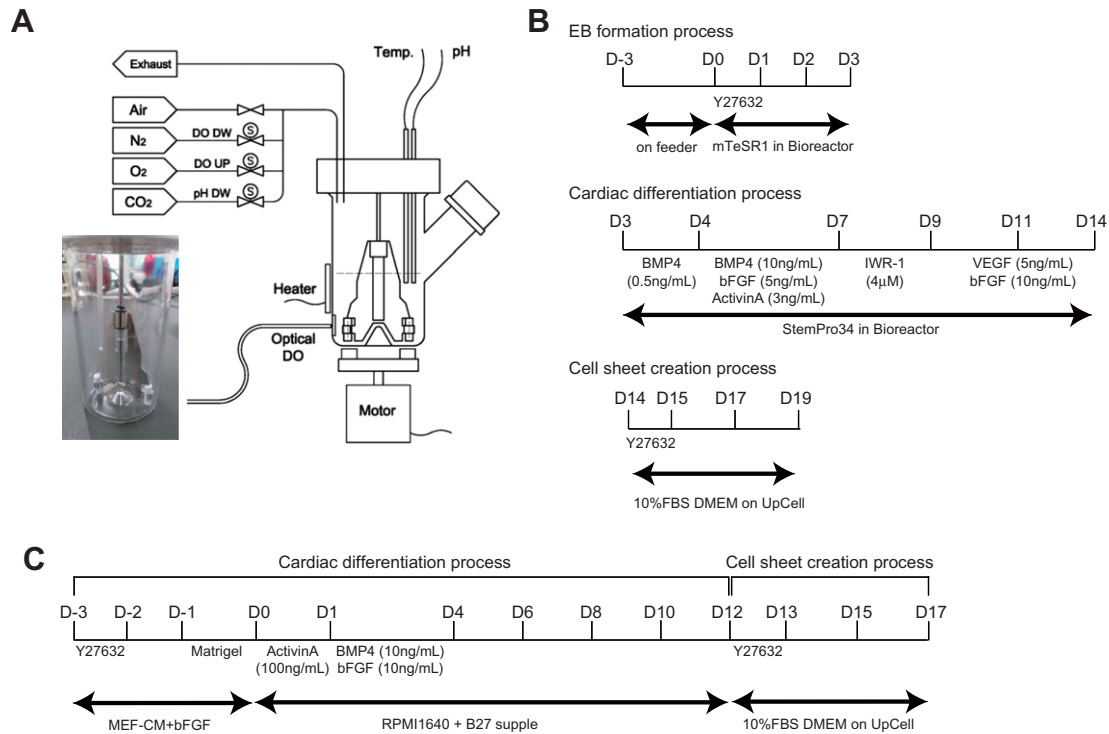 A
Exhaust
Air
N2
DO DW
S
O2
DO UP
S
CO2
pH DW
S
Temp.
pH
Heater
Optical
DO
Motor
B
EB formation process
D-3 D0 D1 D2 D3
Y27632
on feeder mTeSR1 in Bioreactor
Cardiac differentiation process
D3 D4 D7 D9 D11 D14
BMP4 BMP4 (10ng/mL) IWR-1 VEGF (5ng/mL)
(0.5ng/mL) bFGF (5ng/mL) (4μM) bFGF (10ng/mL)
ActivinA (3ng/mL)
StemPro34 in Bioreactor
Cell sheet creation process
D14 D15 D17 D19
Y27632
10%FBS DMEM on UpCell
C
Cardiac differentiation process Cell sheet creation process
D-3 D-2 D-1 D0 D1 D4 D6 D8 D10 D12 D13 D15 D17
Y27632 Matrigel ActivinA BMP4 (10ng/mL) Y27632
(100ng/mL) bFGF (10ng/mL)
MEF-CM+bFGF RPMI1640 + B27 supple 10%FBS DMEM on UpCell